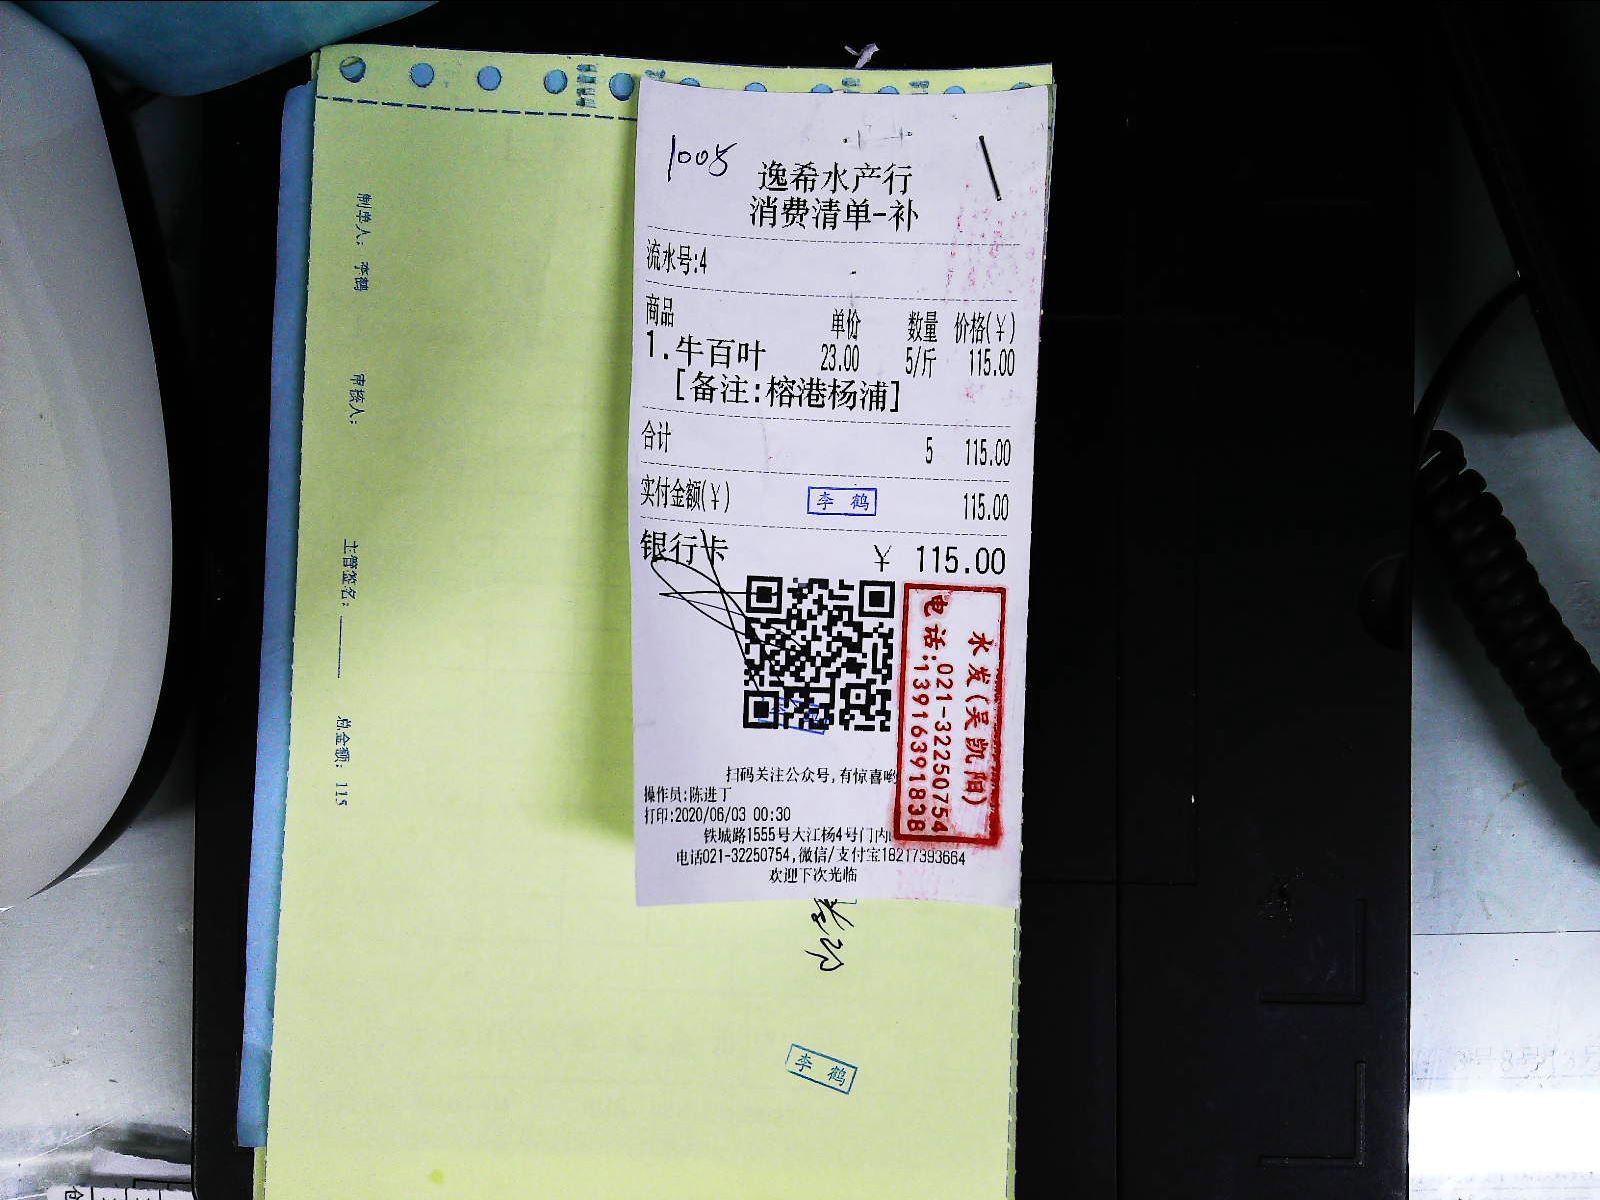 1005
逸希水产行
消费清单-补
流水号:4
商品 单价 数量 价格(¥)
1.牛百叶 23.00 5/斤 115.00
[备注:榕港杨浦]
合计 5 115.00
实付金额(¥) 115.00
李鹤
银行卡 ¥ 115.00
水发(吴凯阳)
电话:021-32250754
13916391838
扫码关注公众号,有惊喜哟
操作员:陈进丁
打印:2020/06/03 00:30
铁城路1555号大江杨4号门内
电话021-32250754,微信/支付宝18217393664
欢迎下次光临
制单人: 李鹤
审核人:
主管签名:
总金额: 115
李鹤